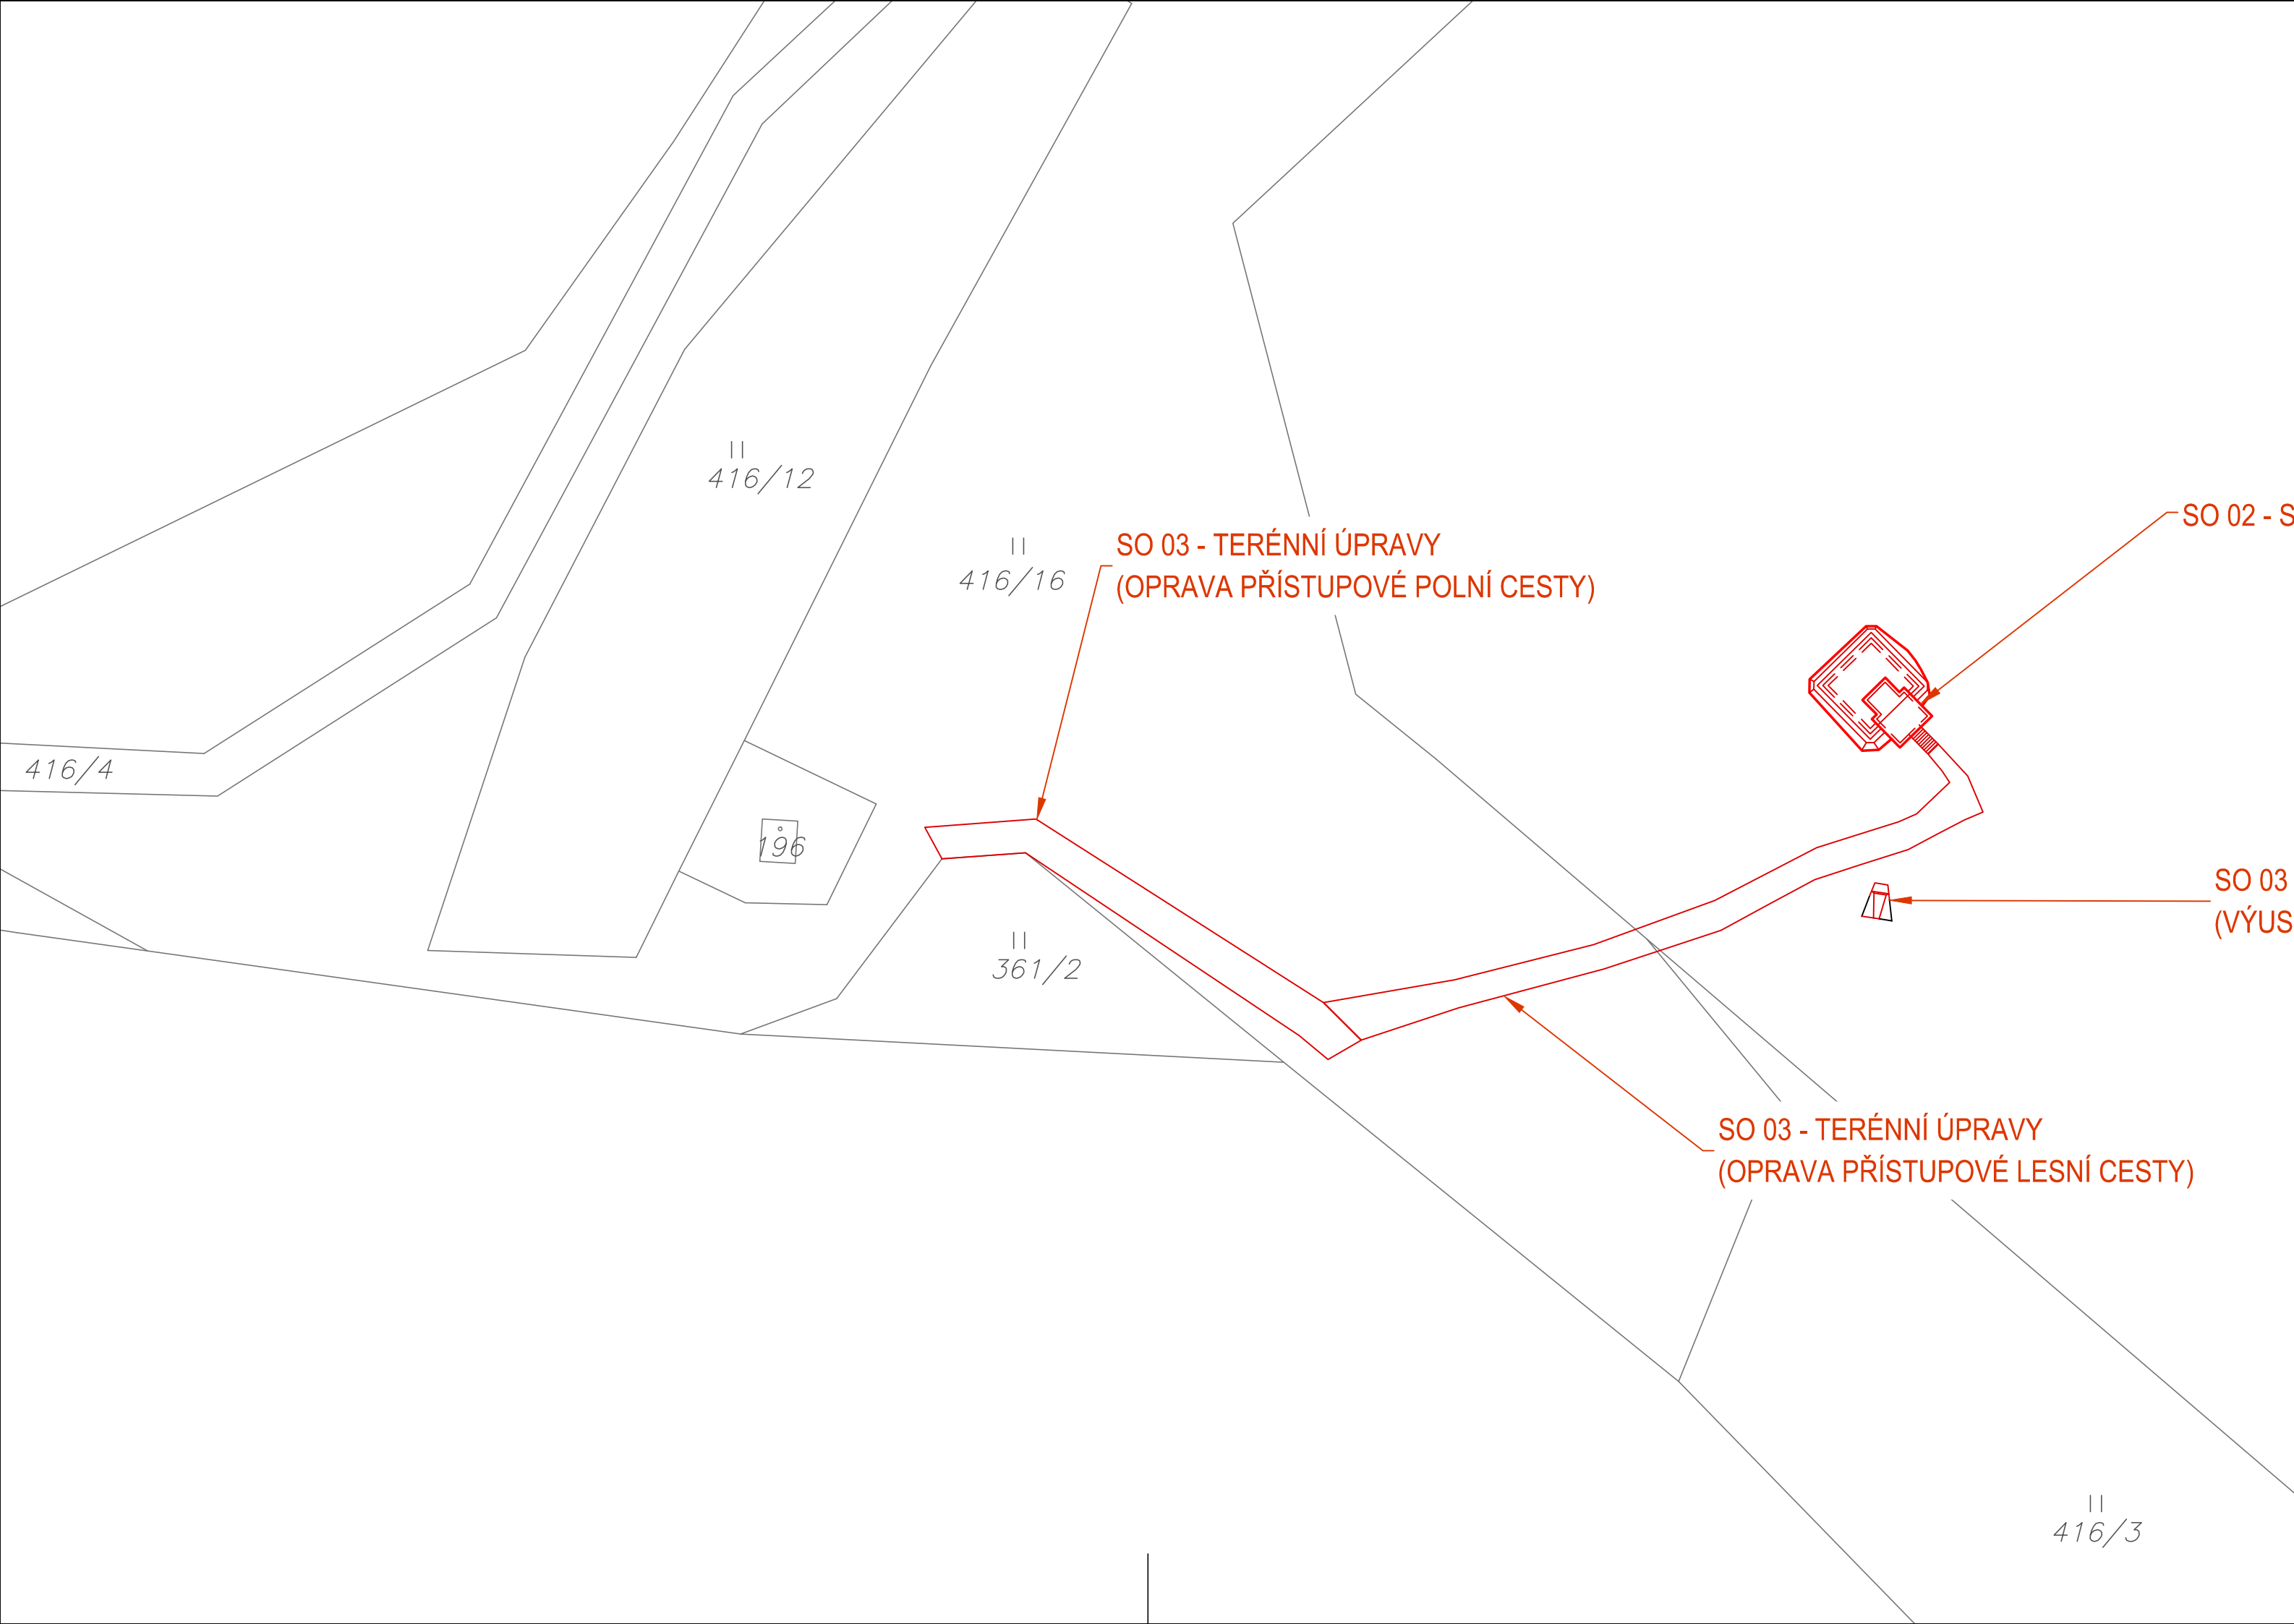 416/12
SO 02 - S
SO 03 - TERÉNNÍ ÚPRAVY
(OPRAVA PŘÍSTUPOVÉ POLNÍ CESTY)
416/16
416/4
196
SO 03
(VÝUS
361/2
SO 03 - TERÉNNÍ ÚPRAVY
(OPRAVA PŘÍSTUPOVÉ LESNÍ CESTY)
416/3